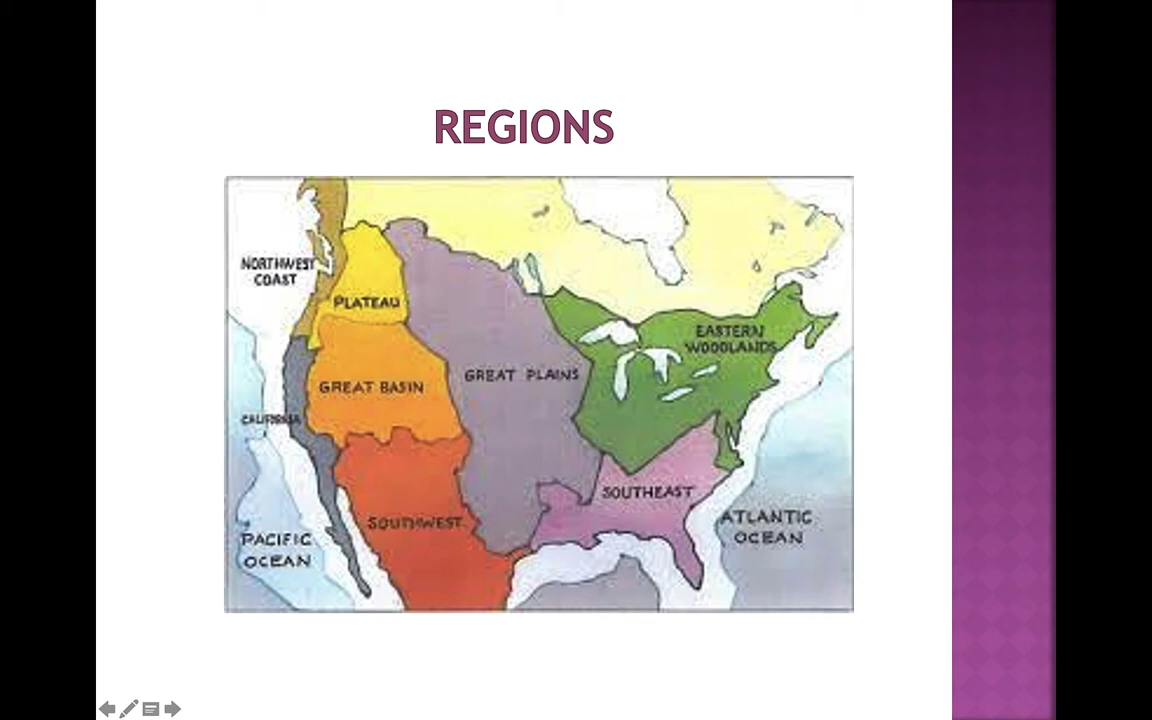 REGIONS
NORTHWEST
COAST
PLATEAU
EASTERN
WOODLANDS
GREAT BASIN
GREAT PLAINS
CALIFORNIA
SOUTHEAST
SOUTHWEST
ATLANTIC
OCEAN
PACIFIC
OCEAN